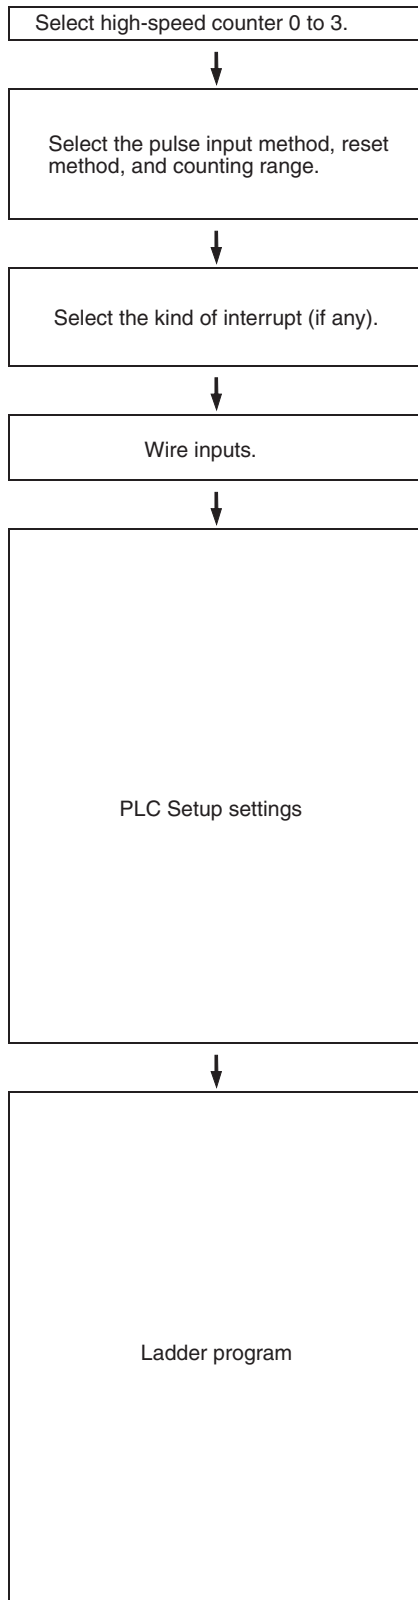 Select high-speed counter 0 to 3.
Select the pulse input method, reset
method, and counting range.
Select the kind of interrupt (if any).
Wire inputs.
PLC Setup settings
Ladder program